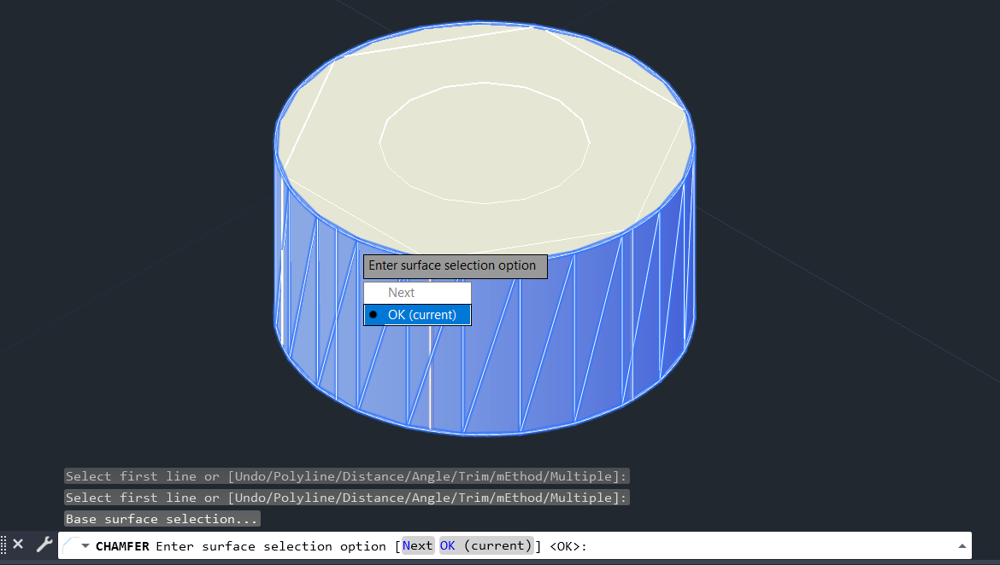 Enter surface selection option
Next
OK (current)
Select first line or [Undo/Polyline/Distance/Angle/Trim/mEthod/Multiple]:
Select first line or [Undo/Polyline/Distance/Angle/Trim/mEthod/Multiple]:
Base surface selection...
CHAMFER Enter surface selection option [Next OK (current)] <OK>: